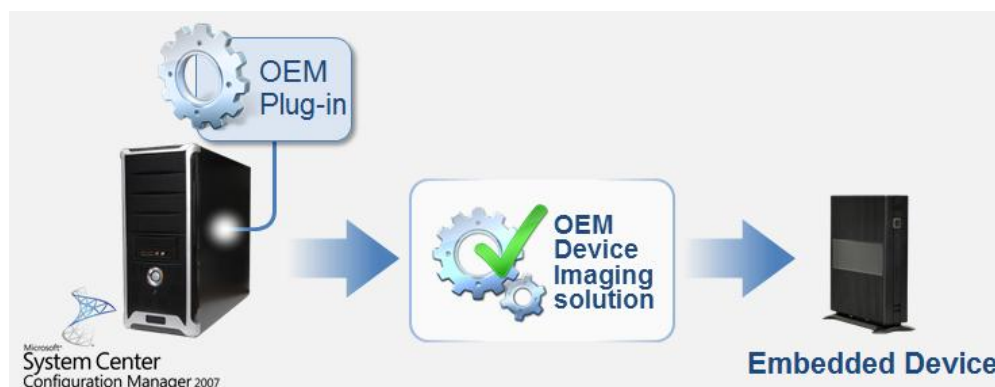 OEM
Plug-in
OEM
Device
Imaging
solution
Microsoft®
System Center
Configuration Manager 2007
Embedded Device